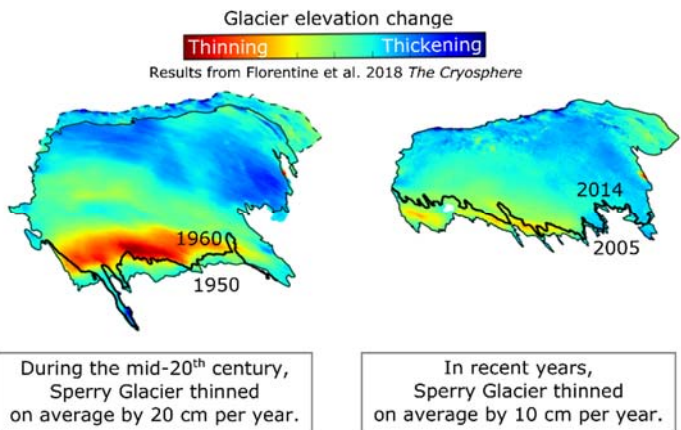 Glacier elevation change
Thinning Thickening
Results from Florentine et al. 2018 The Cryosphere
1960
1950
2014
2005
During the mid-20th century,
Sperry Glacier thinned
on average by 20 cm per year.
In recent years,
Sperry Glacier thinned
on average by 10 cm per year.